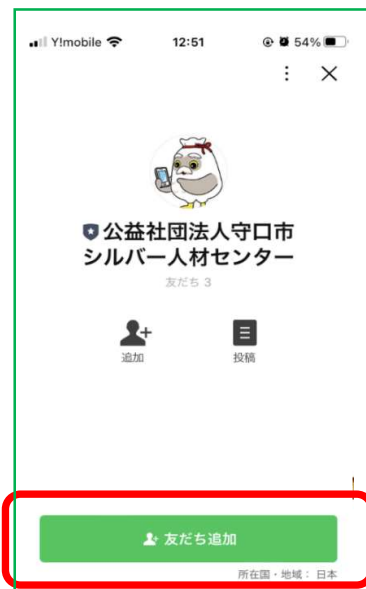 Y!mobile 12:51 54%
公益社団法人守口市
シルバー人材センター
友だち 3
追加 投稿
友だち追加
所在国・地域： 日本